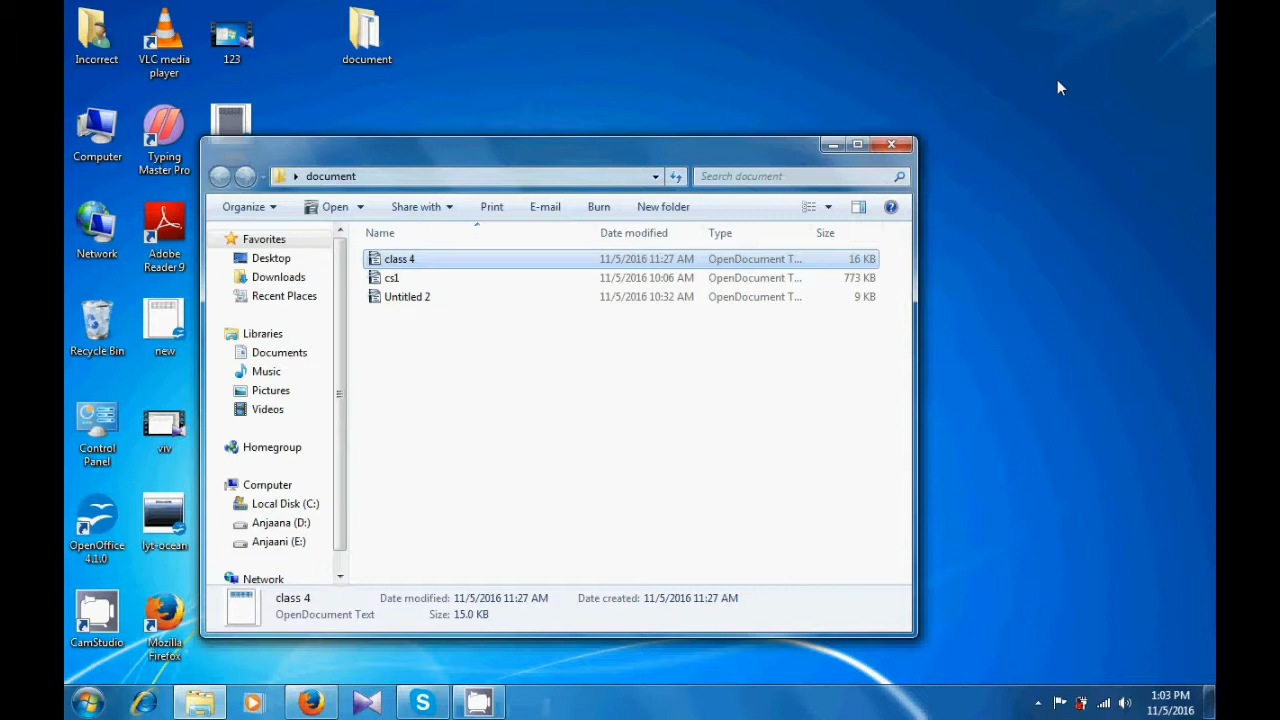 Incorrect
VLC media
player
123
document
Computer
Typing
Master Pro
Network
Adobe
Reader 9
Recycle Bin
new
Control
Panel
viv
OpenOffice
4.1.0
lyt-ocean
CamStudio
Mozilla
Firefox
document
Search document
Organize Open Share with Print E-mail Burn New folder
Name Date modified Type Size
class 4 11/5/2016 11:27 AM OpenDocument T... 16 KB
cs1 11/5/2016 10:06 AM OpenDocument T... 773 KB
Untitled 2 11/5/2016 10:32 AM OpenDocument T... 9 KB
Favorites
Desktop
Downloads
Recent Places
Libraries
Documents
Music
Pictures
Videos
Homegroup
Computer
Local Disk (C:)
Anjaana (D:)
Anjaani (E:)
Network
class 4 Date modified: 11/5/2016 11:27 AM Date created: 11/5/2016 11:27 AM
OpenDocument Text Size: 15.0 KB
1:03 PM
11/5/2016